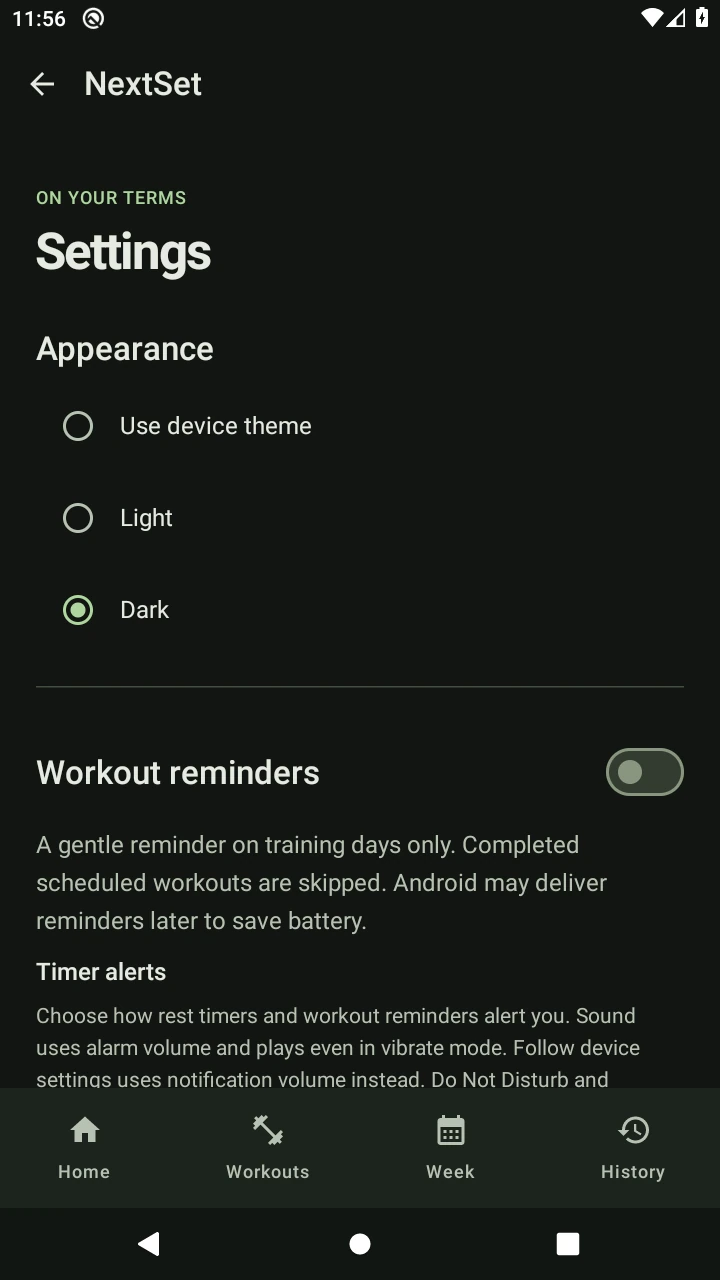 11:56
NextSet
ON YOUR TERMS
Settings
Appearance
Use device theme
Light
Dark
Workout reminders
A gentle reminder on training days only. Completed
scheduled workouts are skipped. Android may deliver
reminders later to save battery.
Timer alerts
Choose how rest timers and workout reminders alert you. Sound
uses alarm volume and plays even in vibrate mode. Follow device
settings uses notification volume instead. Do Not Disturb and
Home
Workouts
Week
History